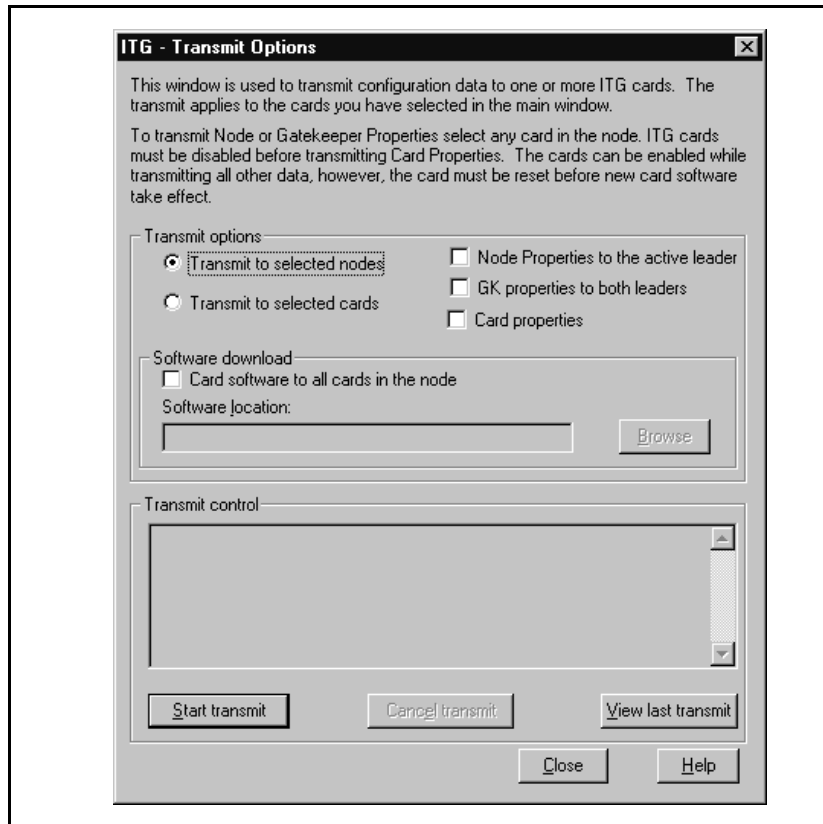 ITG - Transmit Options
This window is used to transmit configuration data to one or more ITG cards. The
transmit applies to the cards you have selected in the main window.
To transmit Node or Gatekeeper Properties select any card in the node. ITG cards
must be disabled before transmitting Card Properties. The cards can be enabled while
transmitting all other data, however, the card must be reset before new card software
take effect.
Transmit options
Transmit to selected nodes
Transmit to selected cards
Node Properties to the active leader
GK properties to both leaders
Card properties
Software download
Card software to all cards in the node
Software location:
Browse
Transmit control
Start transmit
Cancel transmit
View last transmit
Close
Help